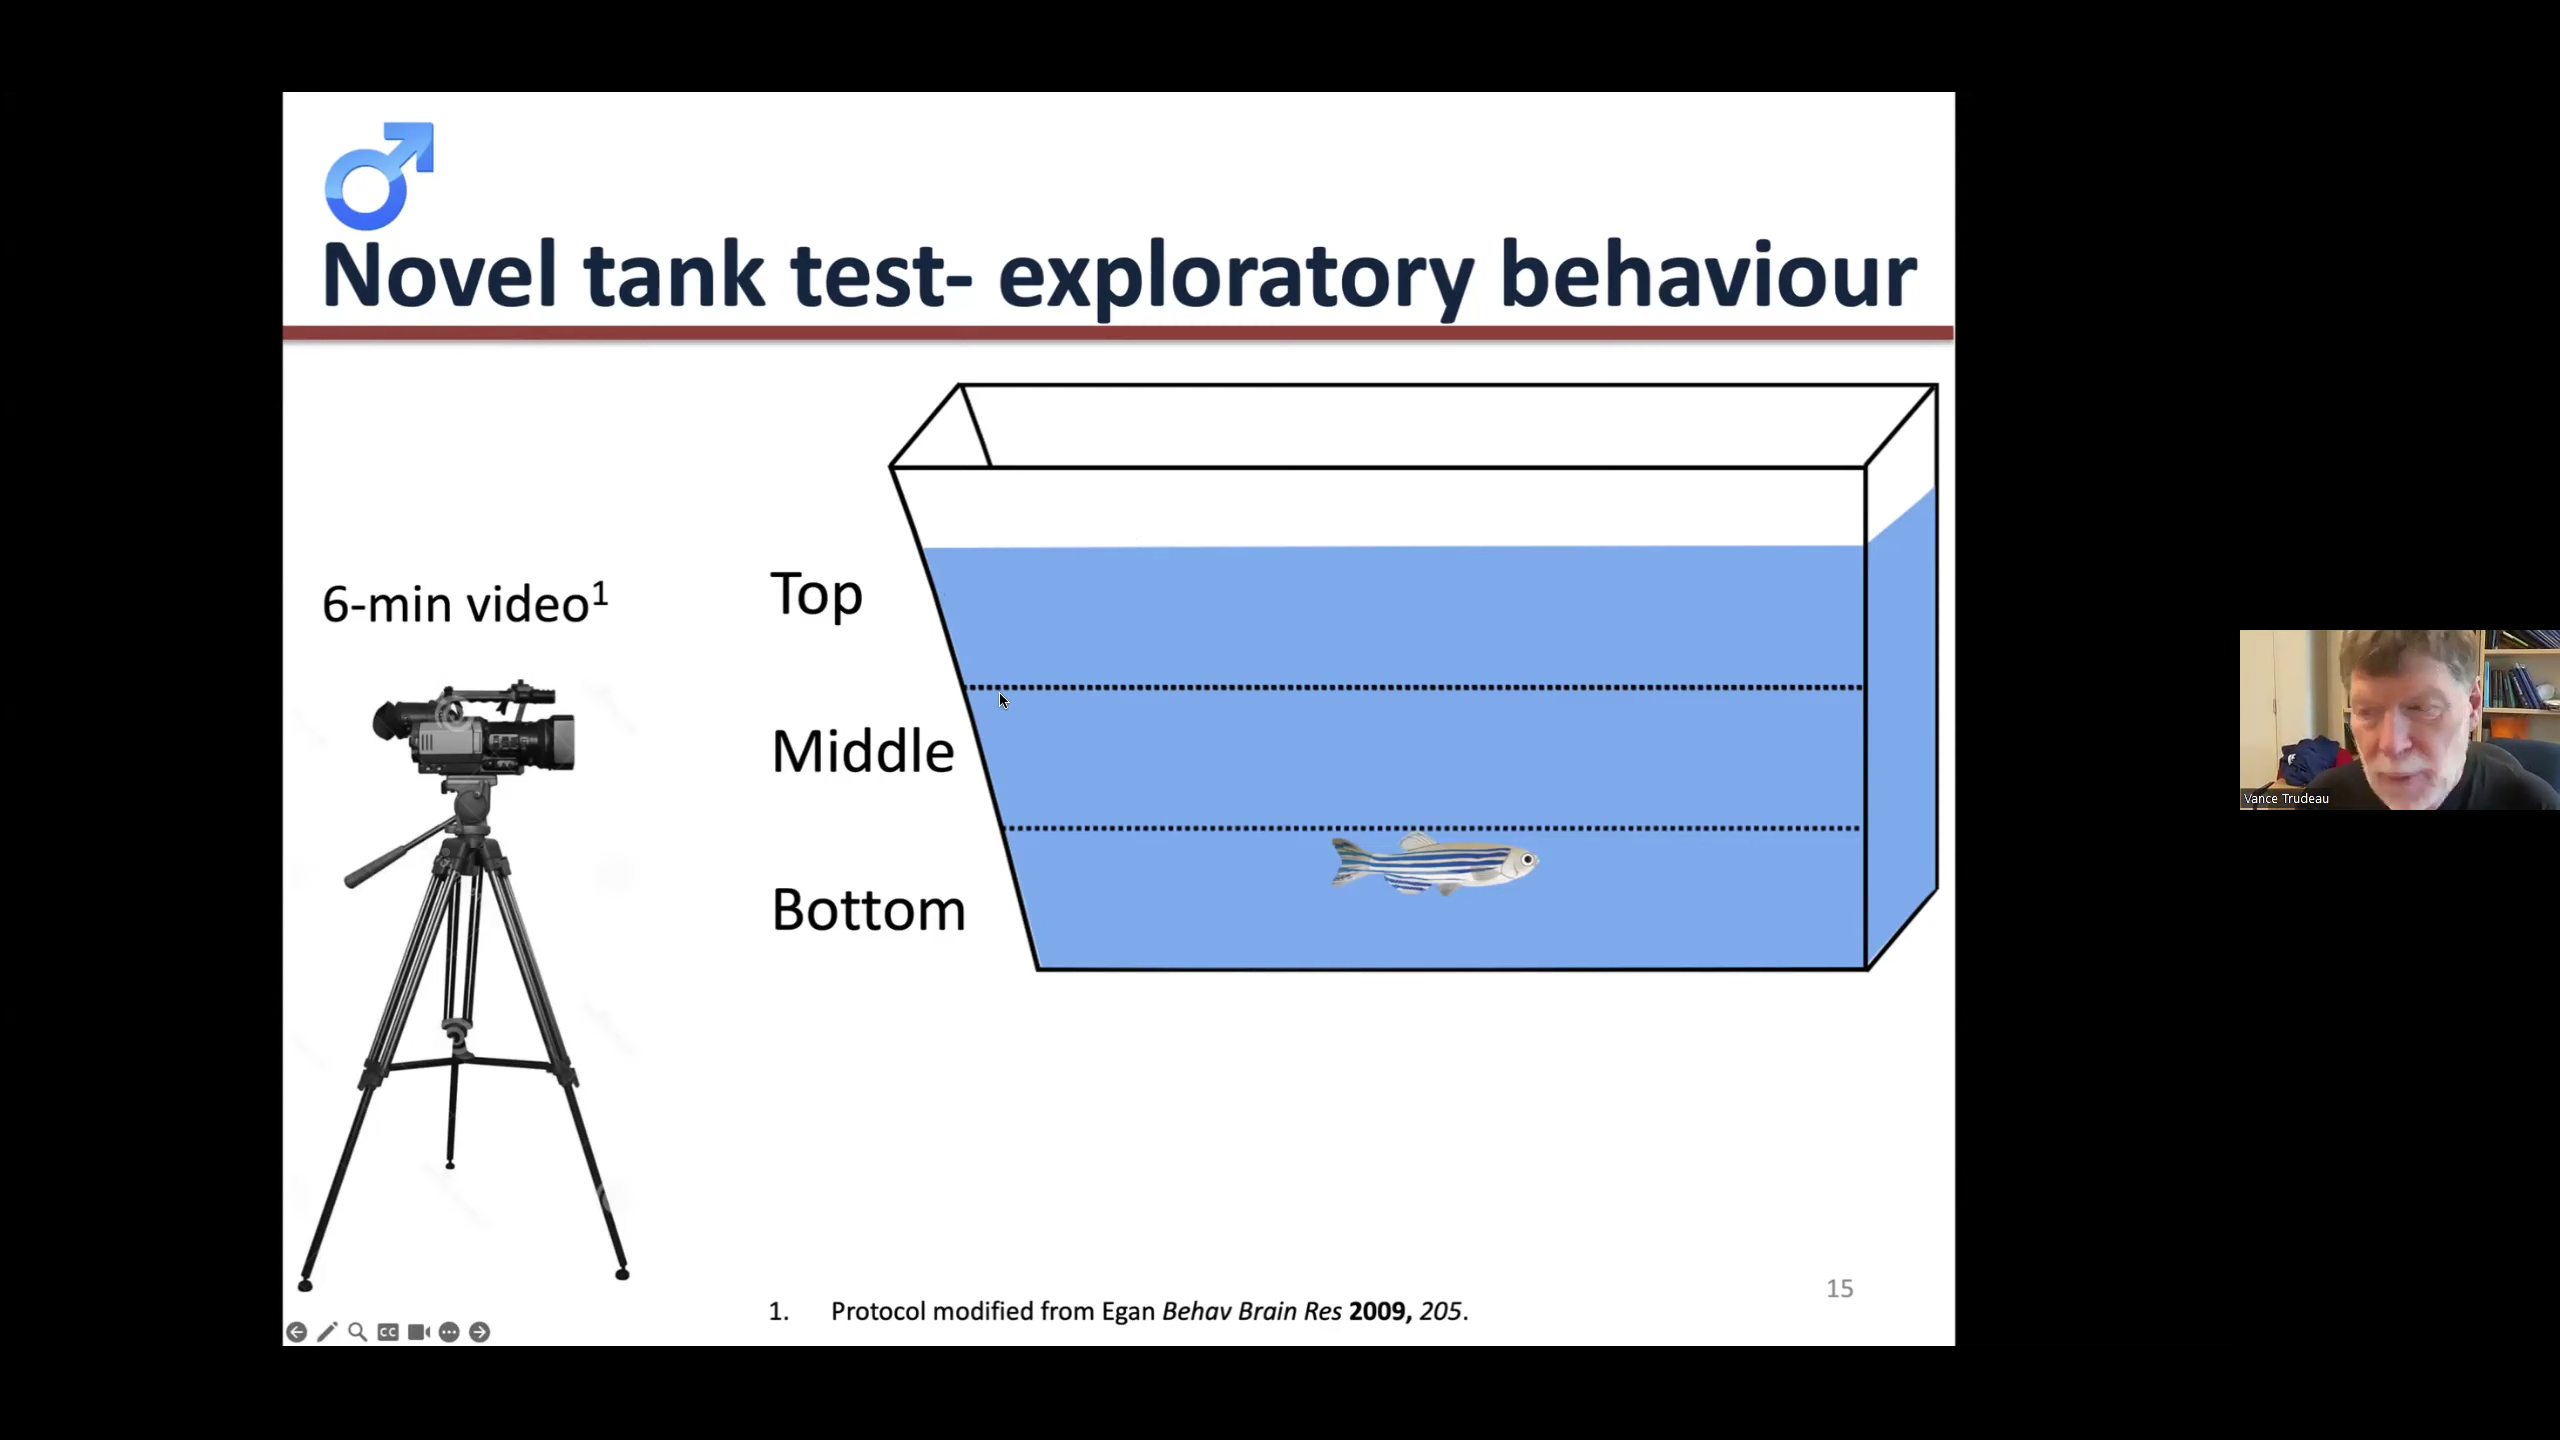 Novel tank test- exploratory behaviour
6-min video1
Top
Middle
Bottom
Vance Trudeau
15
1. Protocol modified from Egan Behav Brain Res 2009, 205.
CC